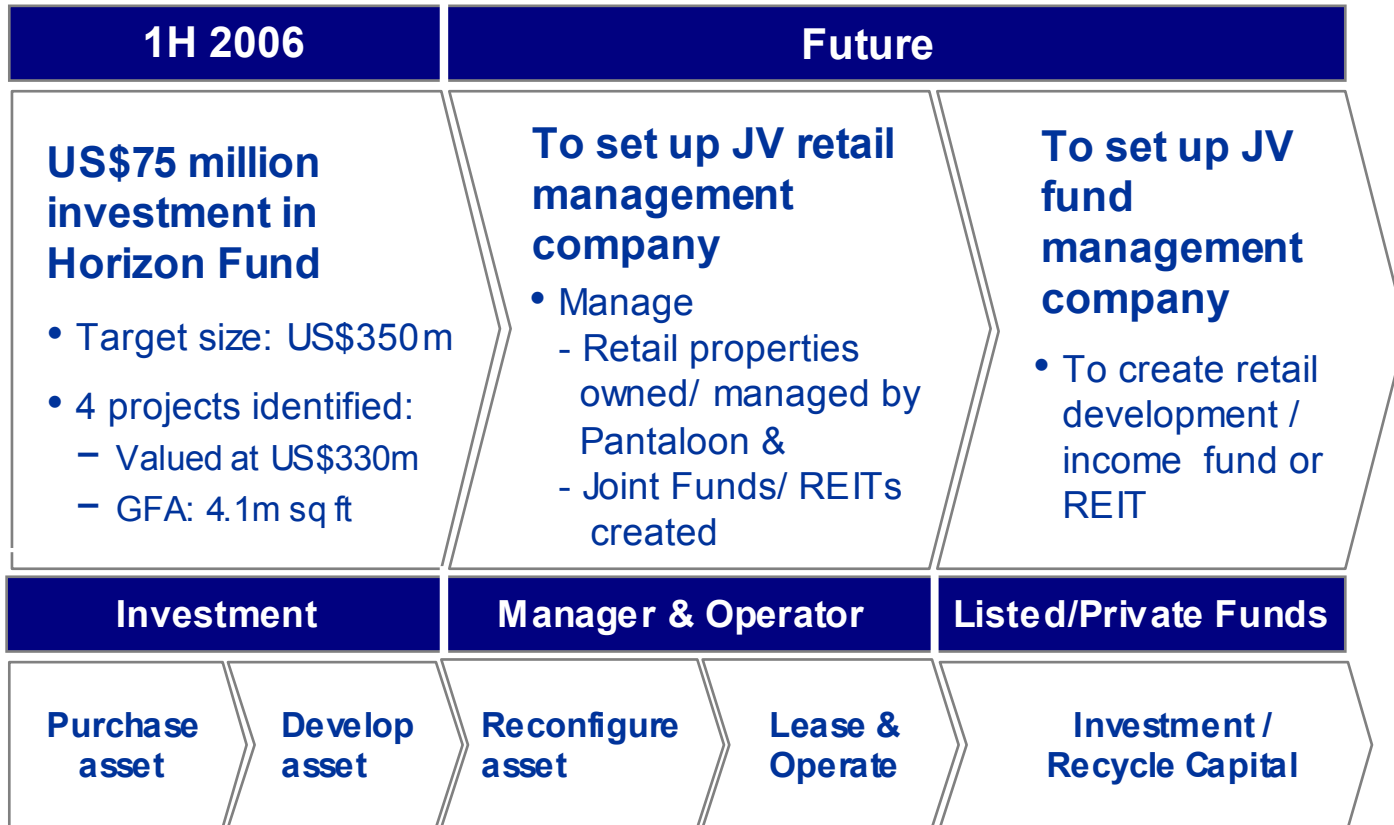 1H 2006
Future
US$75 million
investment in
Horizon Fund
• Target size: US$350m
• 4 projects identified:
– Valued at US$330m
– GFA: 4.1m sq ft
To set up JV retail
management
company
• Manage
- Retail properties
owned/ managed by
Pantaloon &
- Joint Funds/ REITs
created
To set up JV
fund
management
company
• To create retail
development /
income fund or
REIT
Investment
Manager & Operator
Listed/Private Funds
Purchase
asset
Develop
asset
Reconfigure
asset
Lease &
Operate
Investment /
Recycle Capital